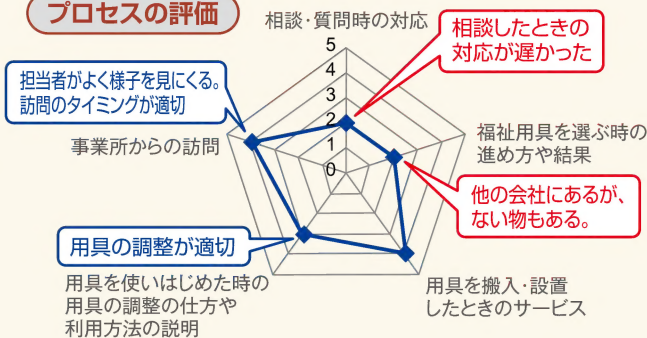 プロセスの評価
相談・質問時の対応
相談したときの
対応が遅かった
担当者がよく様子を見にくる。
訪問のタイミングが適切
5
4
3
2
1
0
事業所からの訪問
福祉用具を選ぶ時の
進め方や結果
他の会社にあるが、
ない物もある。
用具の調整が適切
用具を使いはじめた時の
用具の調整の仕方や
利用方法の説明
用具を搬入・設置
したときのサービス